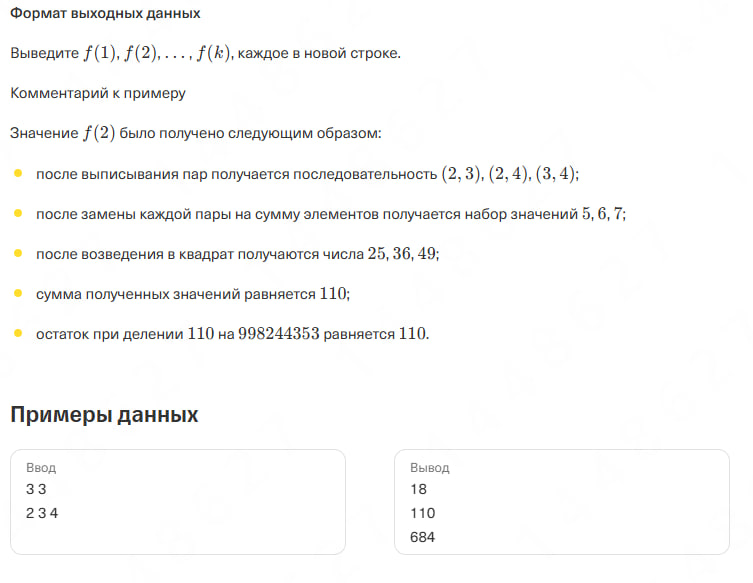 Формат выходных данных
Выведите f(1), f(2), . . . , f(k), каждое в новой строке.
Комментарий к примеру
Значение f(2) было получено следующим образом:
после выписывания пар получается последовательность (2, 3), (2, 4), (3, 4);
после замены каждой пары на сумму элементов получается набор значений 5, 6, 7;
после возведения в квадрат получаются числа 25, 36, 49;
сумма полученных значений равняется 110;
остаток при делении 110 на 998244353 равняется 110.
Примеры данных
Ввод
3 3
2 3 4
Вывод
18
110
684